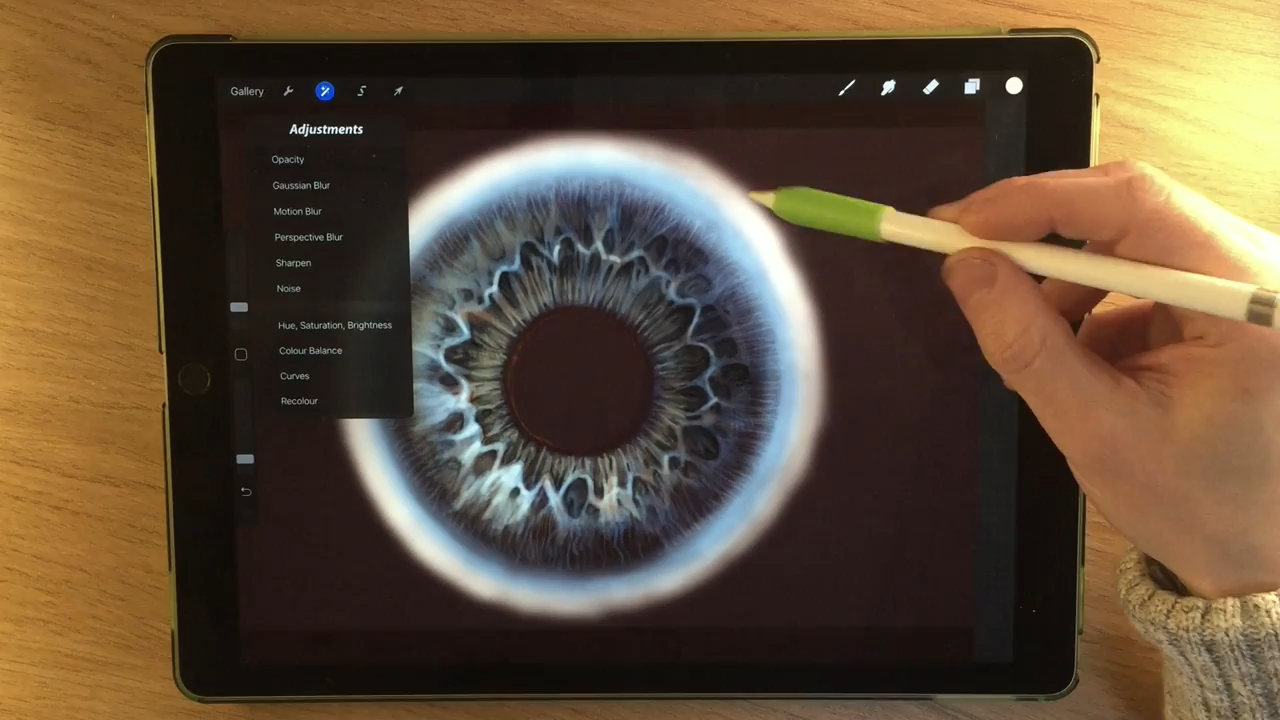 Gallery
Adjustments
Opacity
Gaussian Blur
Motion Blur
Perspective Blur
Sharpen
Noise
Hue, Saturation, Brightness
Colour Balance
Curves
Recolour